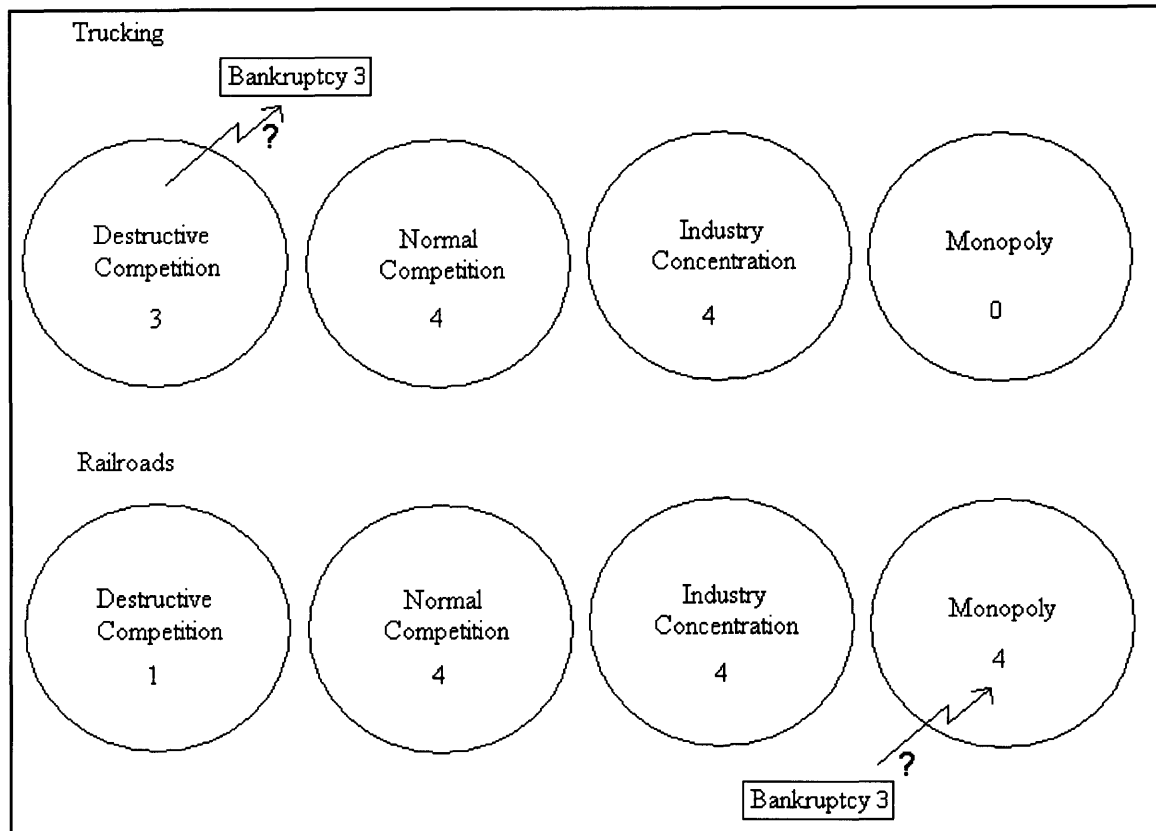 Trucking
Bankruptcy 3
?
Destructive
Competition
3
Normal
Competition
4
Industry
Concentration
4
Monopoly
0
Railroads
Destructive
Competition
1
Normal
Competition
4
Industry
Concentration
4
Monopoly
4
?
Bankruptcy 3